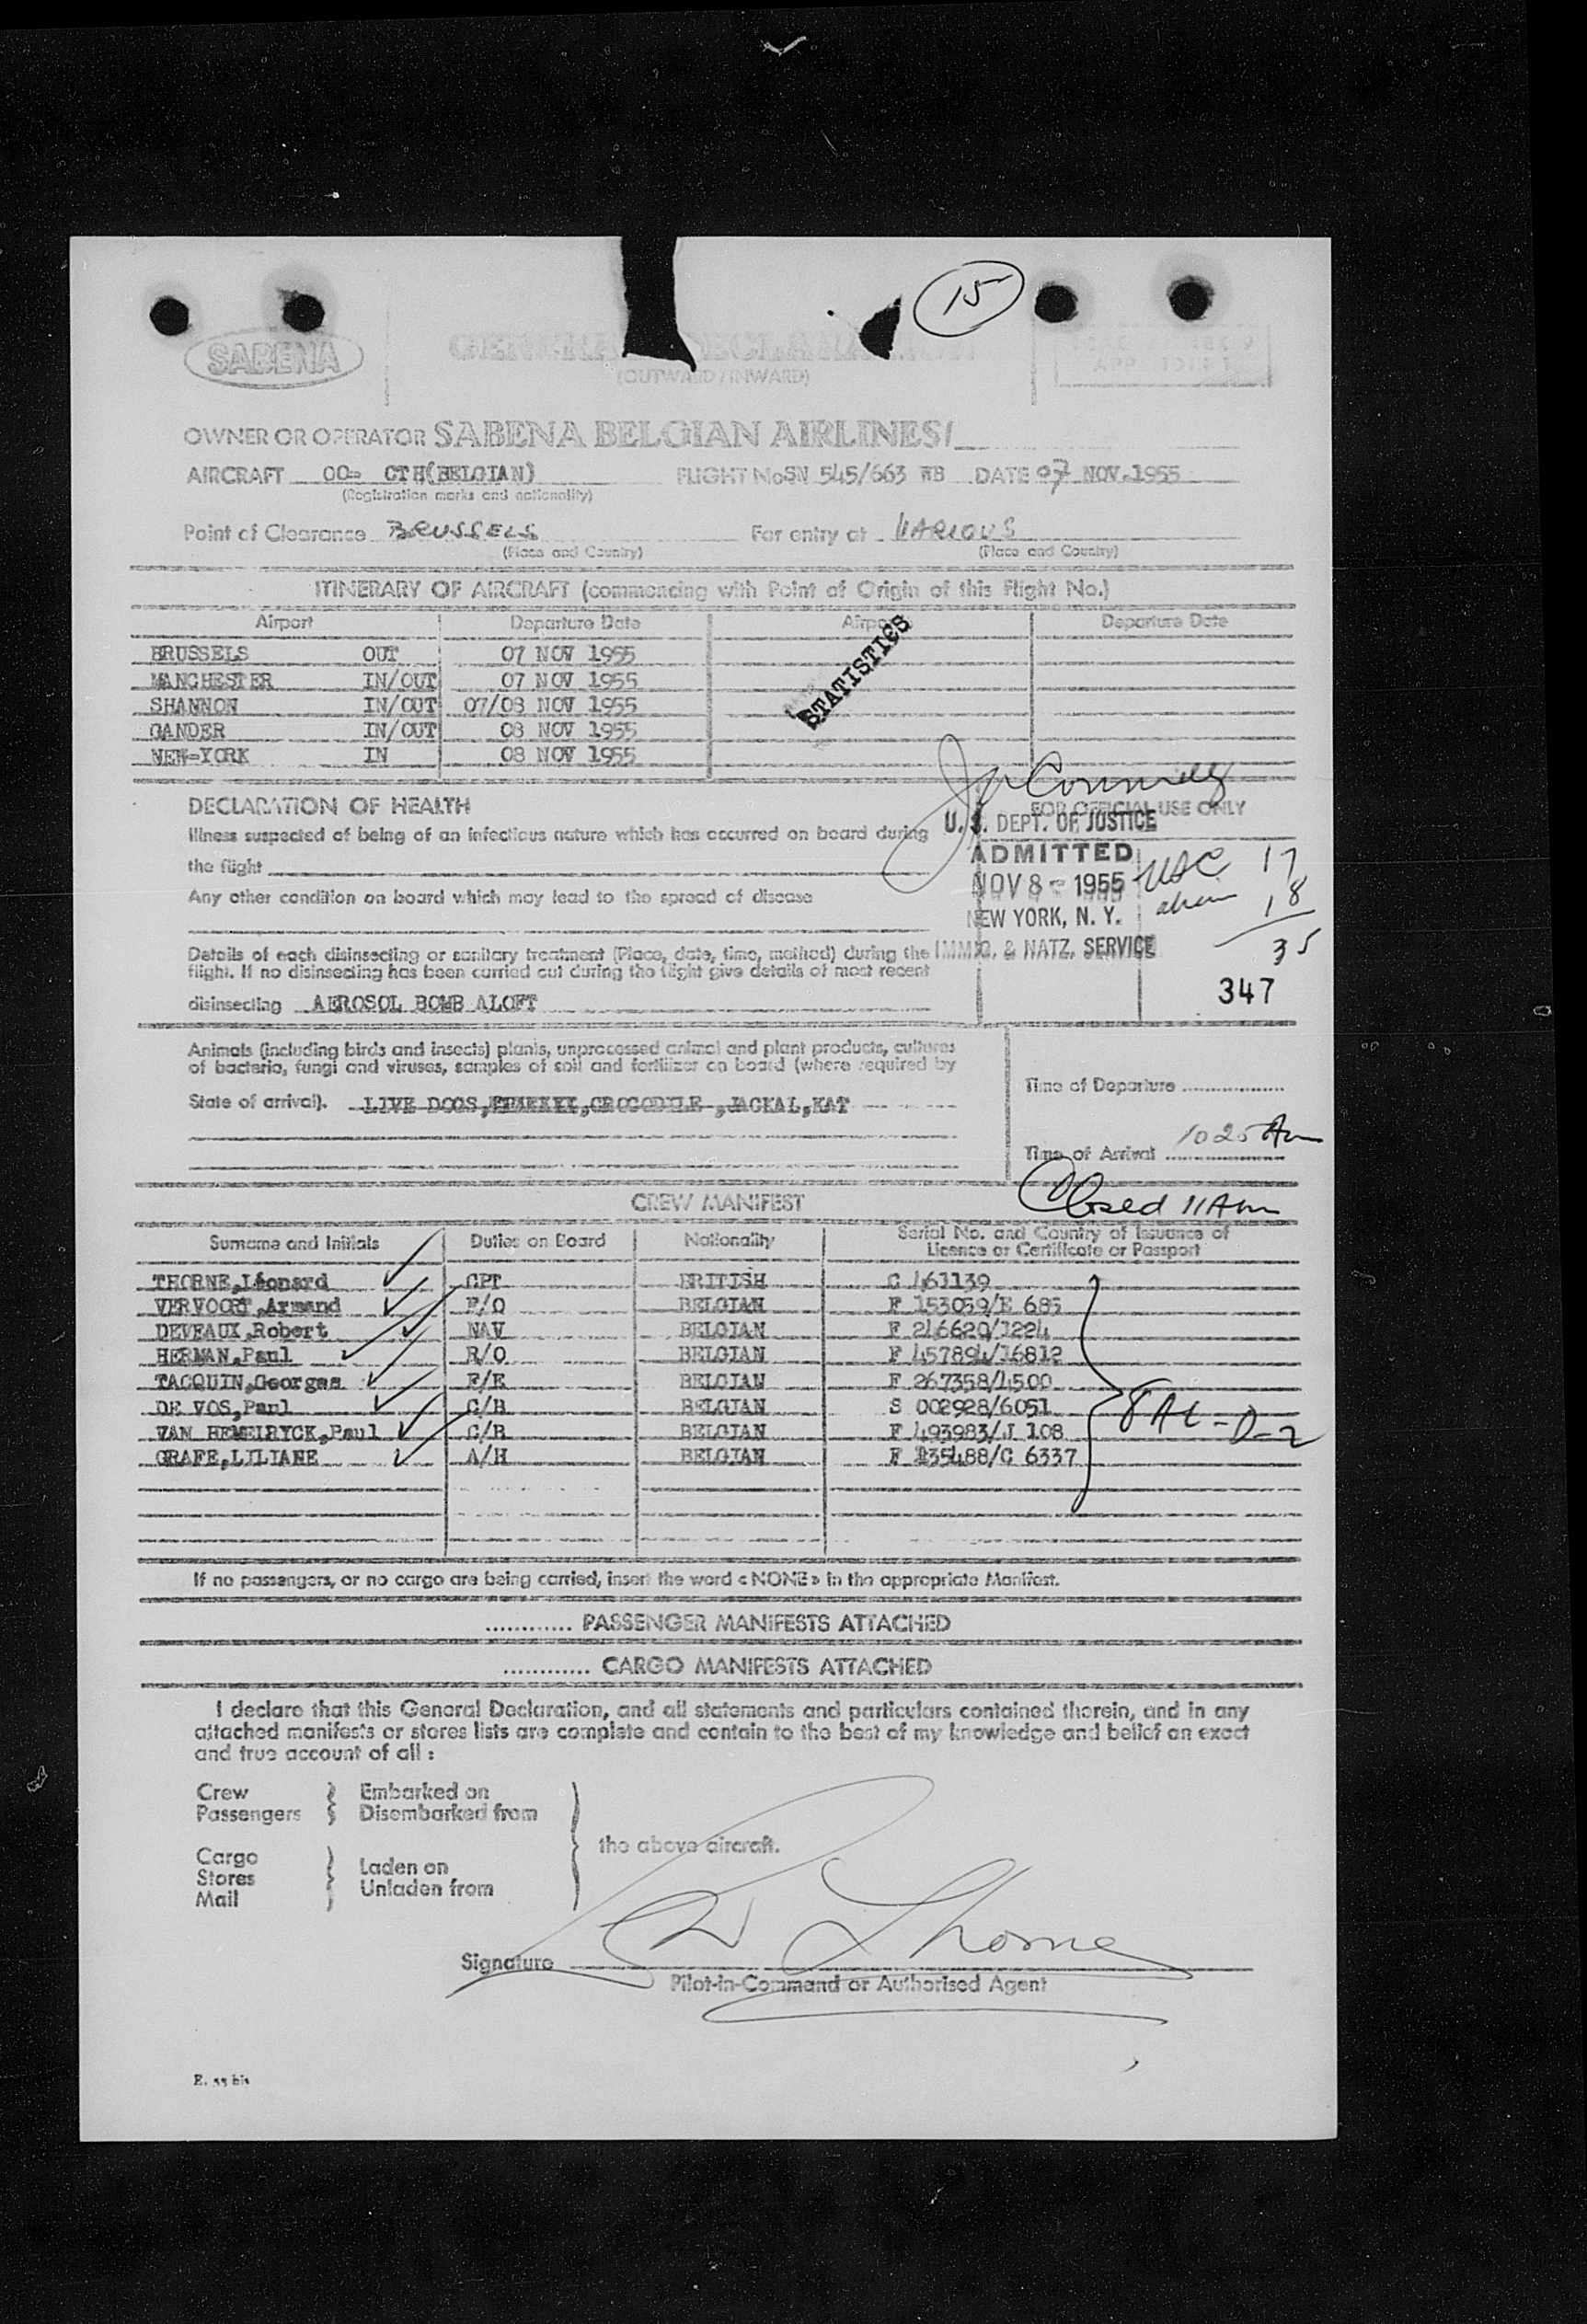 15
SABENA
(OUTWARD / INWARD)
OWNER OR OPERATOR SABENA BELGIAN AIRLINES/
AIRCRAFT OO= CTH(BELGIAN) FLIGHT No SN 545/663 WB DATE 07 NOV.1955
(Registration marks and nationality)
Point of Clearance BRUSSELS For entry at VARIOUS
(Place and Country) (Place and Country)
ITINERARY OF AIRCRAFT (commencing with Point of Origin of this Flight No.)
Airport Departure Date Airport Departure Date
BRUSSELS OUT 07 NOV 1955
MANCHESTER IN/OUT 07 NOV 1955
SHANNON IN/OUT 07/08 NOV 1955
GANDER IN/OUT 08 NOV 1955
NEW=YORK IN 08 NOV 1955
STATISTICS
DECLARATION OF HEALTH
FOR OFFICIAL USE ONLY
Illness suspected of being of an infectious nature which has occurred on board during
the flight
Any other condition on board which may lead to the spread of disease
Details of each disinsecting or sanitary treatment (Place, date, time, method) during the
flight. If no disinsecting has been carried out during the flight give details of most recent
disinsecting AEROSOL BOMB ALOFT
U. S. DEPT. OF JUSTICE
ADMITTED
NOV 8 - 1955
NEW YORK, N. Y.
IMMIG. & NATZ. SERVICE
USC 17
alien 18
35
347
Animals (including birds and insects) plants, unprocessed animal and plant products, cultures
of bacteria, fungi and viruses, samples of soil and fertilizer on board (where required by
State of arrival). LIVE DOGS, CROCODILE ,JACKAL,KAT
Time of Departure
Time of Arrival 1025 Am
Closed 11 Am
CREW MANIFEST
Surname and Initials Duties on Board Nationality Serial No. and Country of Issuance of
Licence or Certificate or Passport
THORNE,Léonard CPT BRITISH C 461139
VERVOORT,Armand F/O BELGIAN F 153059/E 685
DEVEAUX,Robert NAV BELGIAN F 246620/1224
HERMAN,Paul R/O BELGIAN F 457894/16812
TACQUIN,Georges F/E BELGIAN F 267358/4500
DE VOS,Paul C/B BELGIAN S 002928/6051
VAN HEMELRYCK,Paul C/B BELGIAN F 493983/J 108
GRAFE,LILIANE A/H BELGIAN F 135488/C 6337
If no passengers, or no cargo are being carried, insert the word « NONE » in the appropriate Manifest.
............ PASSENGER MANIFESTS ATTACHED
............ CARGO MANIFESTS ATTACHED
I declare that this General Declaration, and all statements and particulars contained therein, and in any
attached manifests or stores lists are complete and contain to the best of my knowledge and belief an exact
and true account of all :
Crew Embarked on
Passengers Disembarked from
the above aircraft.
Cargo
Stores Laden on
Mail Unladen from
Signature Thorne
Pilot-in-Command or Authorised Agent
E. 55 bis